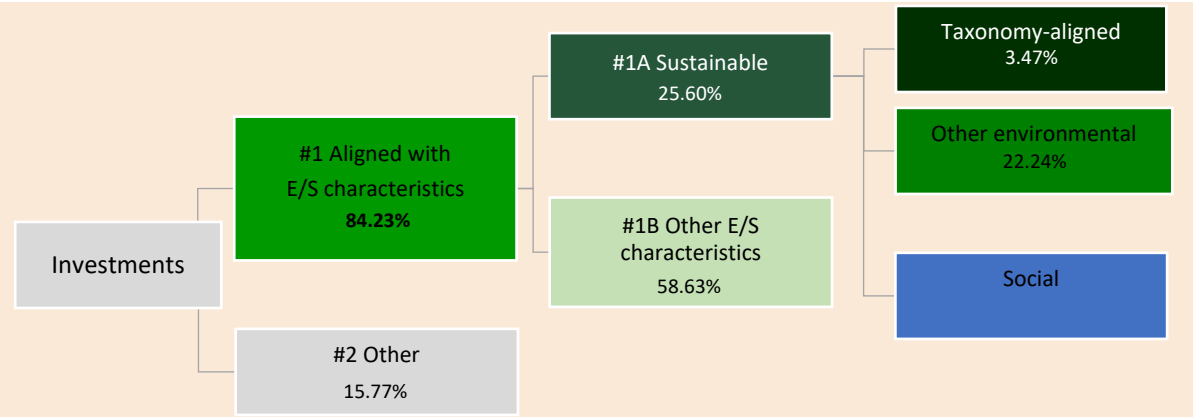 Investments
#1 Aligned with
E/S characteristics
84.23%
#2 Other
15.77%
#1A Sustainable
25.60%
#1B Other E/S
characteristics
58.63%
Taxonomy-aligned
3.47%
Other environmental
22.24%
Social